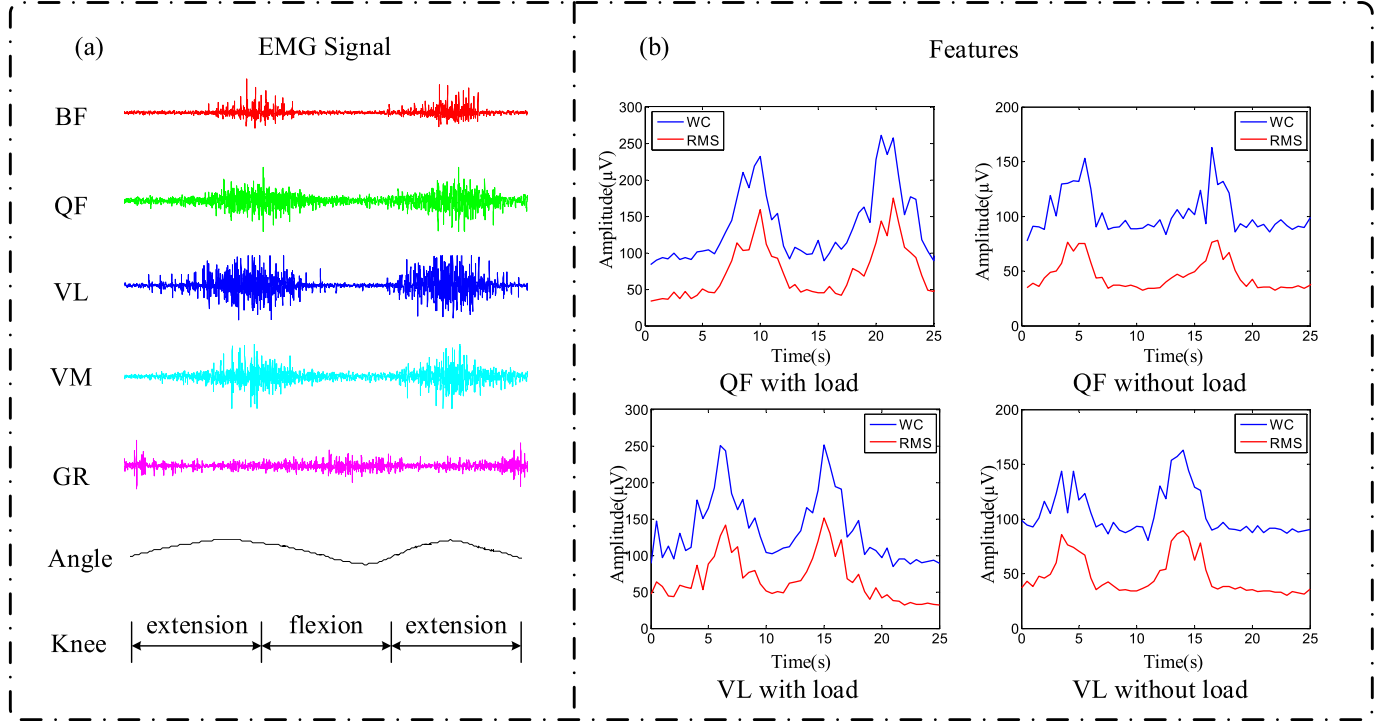 (a)
EMG Signal
BF
QF
VL
VM
GR
Angle
Knee
extension
flexion
extension
(b)
Features
300
250
200
150
100
50
0
Amplitude(µV)
WC
RMS
0
5
10
15
20
25
Time(s)
QF with load
200
150
100
50
0
Amplitude(µV)
WC
RMS
0
5
10
15
20
25
Time(s)
QF without load
300
250
200
150
100
50
0
Amplitude(µV)
WC
RMS
0
5
10
15
20
25
Time(s)
VL with load
200
150
100
50
0
Amplitude(µV)
WC
RMS
0
5
10
15
20
25
Time(s)
VL without load